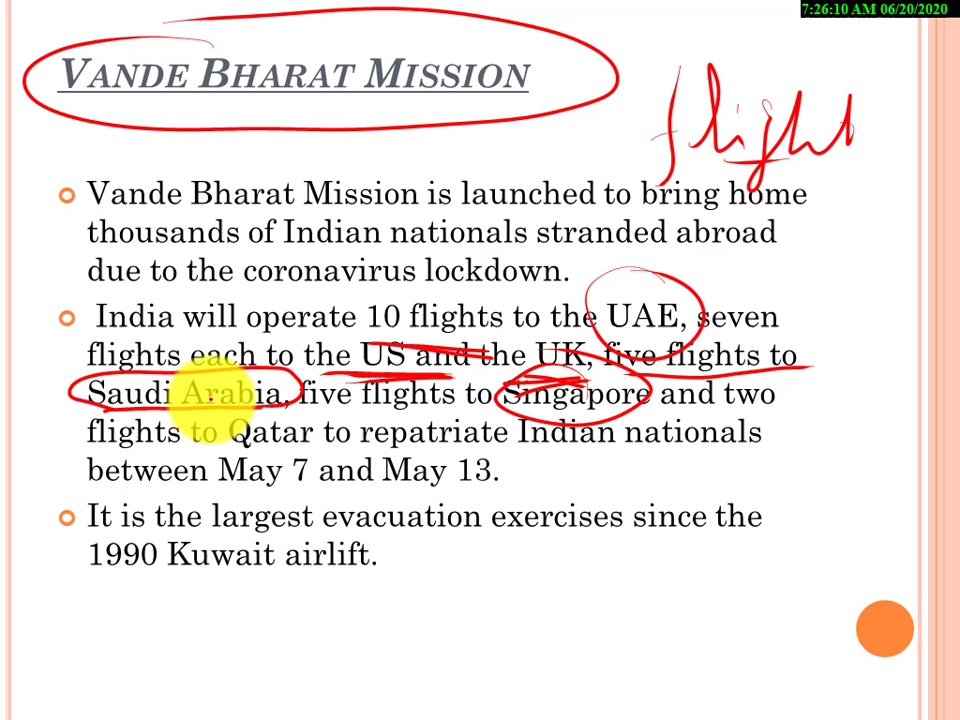 7:26:10 AM 06/20/2020
VANDE BHARAT MISSION
flight
Vande Bharat Mission is launched to bring home
thousands of Indian nationals stranded abroad
due to the coronavirus lockdown.
India will operate 10 flights to the UAE, seven
flights each to the US and the UK, five flights to
Saudi Arabia, five flights to Singapore and two
flights to Qatar to repatriate Indian nationals
between May 7 and May 13.
It is the largest evacuation exercises since the
1990 Kuwait airlift.